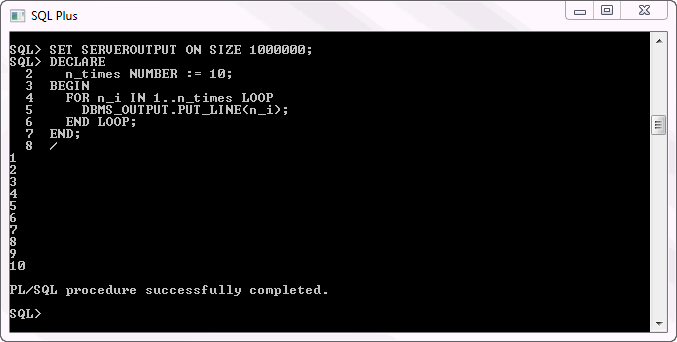 SQL Plus
SQL> SET SERVEROUTPUT ON SIZE 1000000;
SQL> DECLARE
  2    n_times NUMBER := 10;
  3  BEGIN
  4    FOR n_i IN 1..n_times LOOP
  5      DBMS_OUTPUT.PUT_LINE(n_i);
  6    END LOOP;
  7  END;
  8  /
1
2
3
4
5
6
7
8
9
10
PL/SQL procedure successfully completed.
SQL>